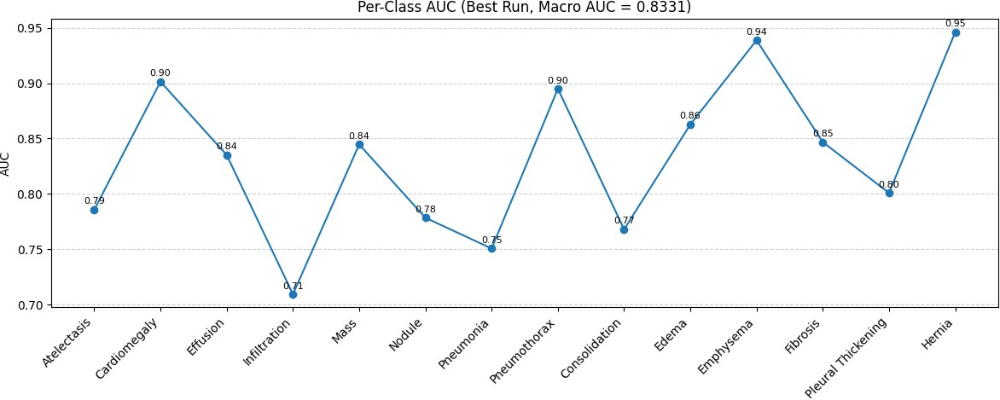 Per-Class AUC (Best Run, Macro AUC = 0.8331)
AUC
0.95
0.90
0.85
0.80
0.75
0.70
0.79
0.90
0.84
0.71
0.84
0.78
0.75
0.90
0.77
0.86
0.94
0.85
0.80
0.95
Atelectasis
Cardiomegaly
Effusion
Infiltration
Mass
Nodule
Pneumonia
Pneumothorax
Consolidation
Edema
Emphysema
Fibrosis
Pleural Thickening
Hernia